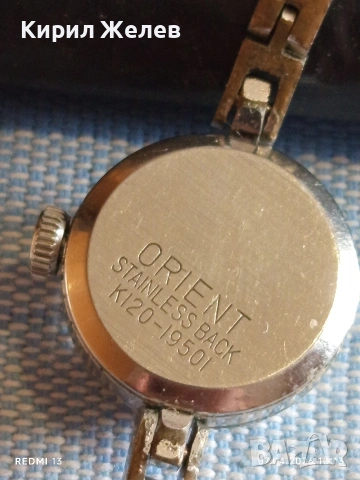 Кирил Желев
ORIENT
STAINLESS BACK
K120-19501
REDMI 13